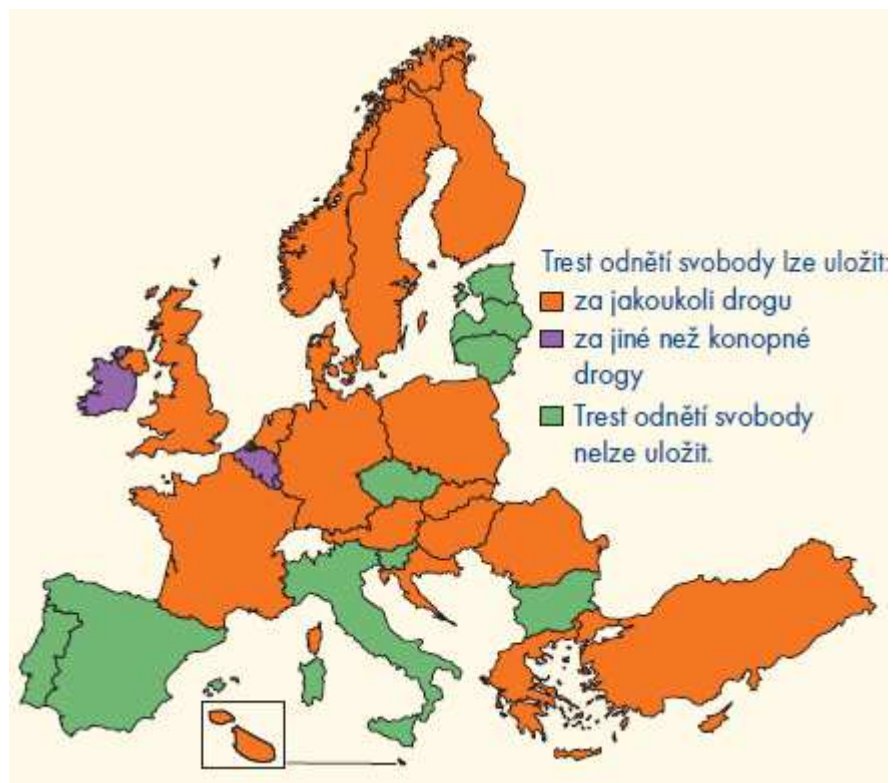 Trest odnětí svobody lze uložit:
za jakoukoli drogu
za jiné než konopné
drogy
Trest odnětí svobody
nelze uložit.